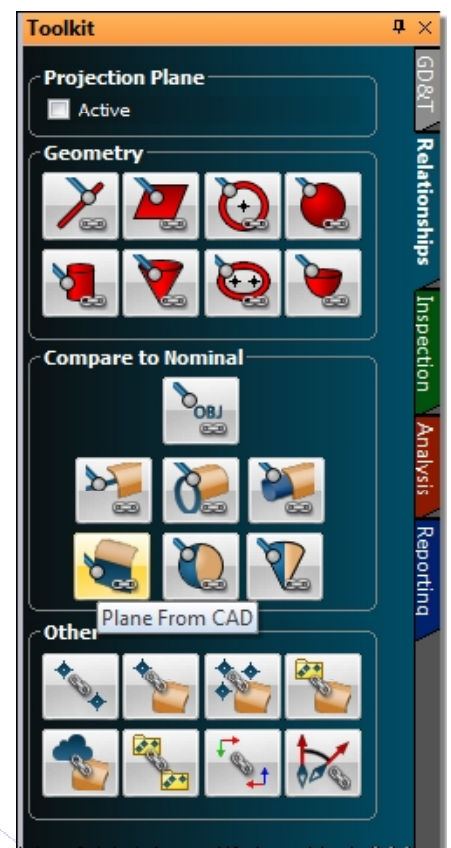 Toolkit
Projection Plane
Active
Geometry
Compare to Nominal
OBJ
Plane From CAD
Other
GD&T
Relationships
Inspection
Analysis
Reporting